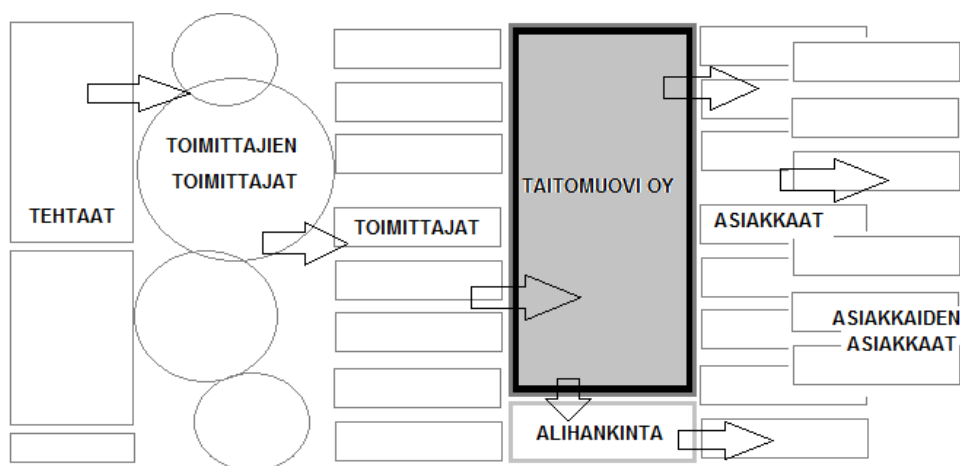 TEHTAAT
TOIMITTAJIEN
TOIMITTAJAT
TOIMITTAJAT
TAITOMUOVI OY
ALIHANKINTA
ASIAKKAAT
ASIAKKAIDEN
ASIAKKAAT